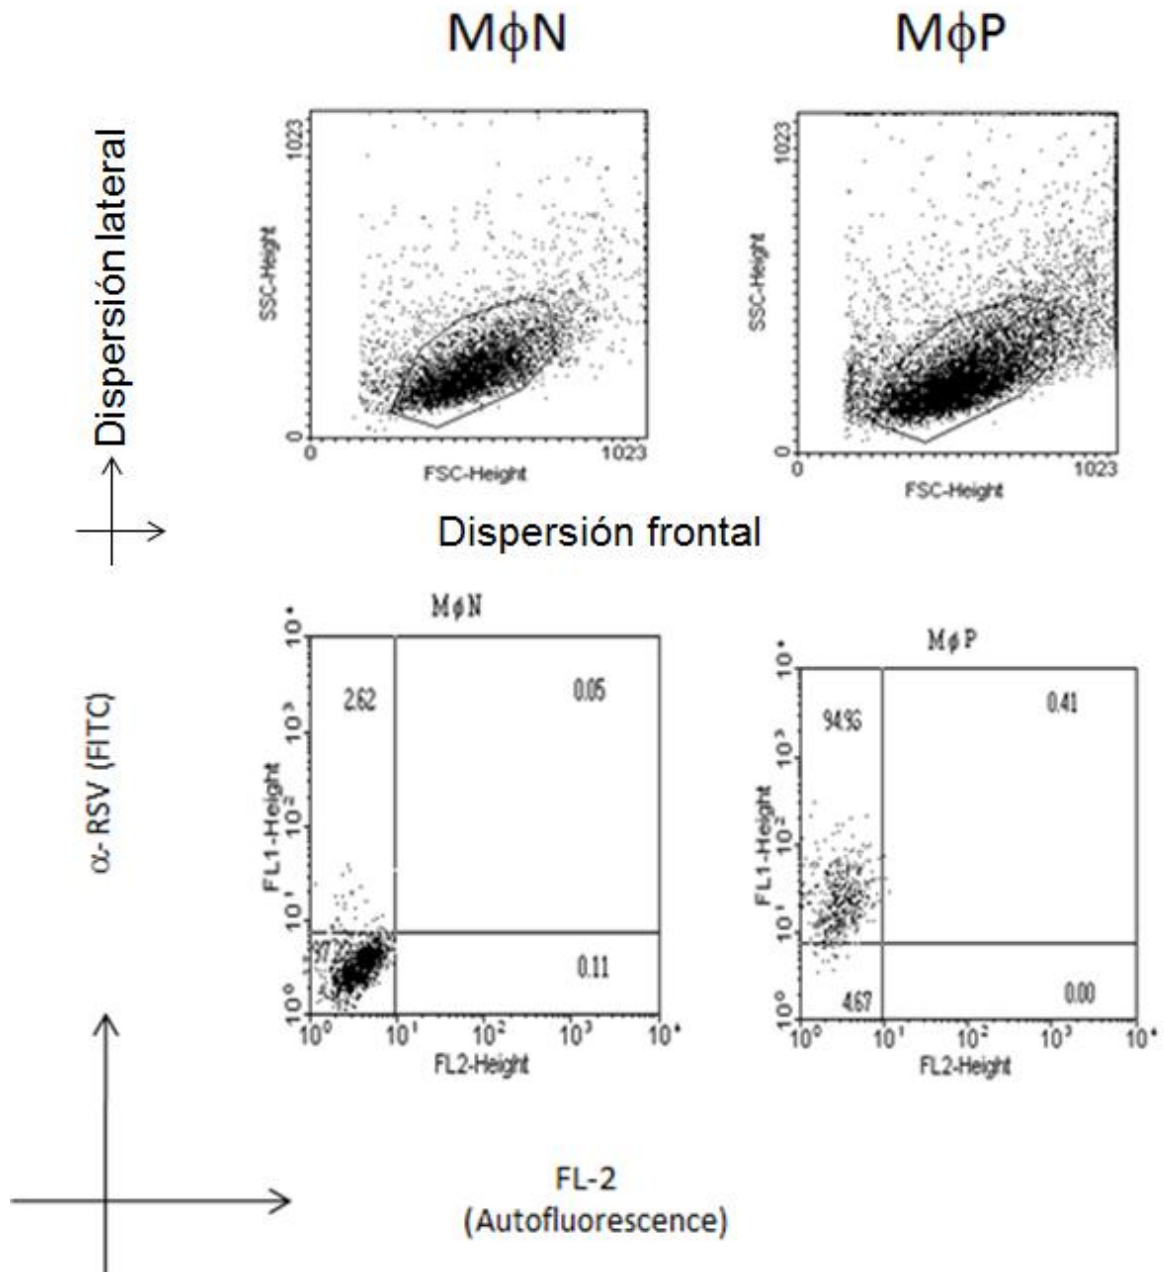 MϕN
MϕP
Dispersión lateral
1023
SSC-Height
0
0
1023
FSC-Height
1023
SSC-Height
0
0
1023
FSC-Height
Dispersión frontal
MϕN
α- RSV (FITC)
10⁴
10³
10²
10¹
10⁰
FL1-Height
2.62
0.05
97
0.11
10⁰
10¹
10²
10³
10⁴
FL2-Height
MϕP
10⁴
10³
10²
10¹
10⁰
FL1-Height
0.41
4.67
0.00
10⁰
10¹
10²
10³
10⁴
FL2-Height
FL-2
(Autofluorescence)